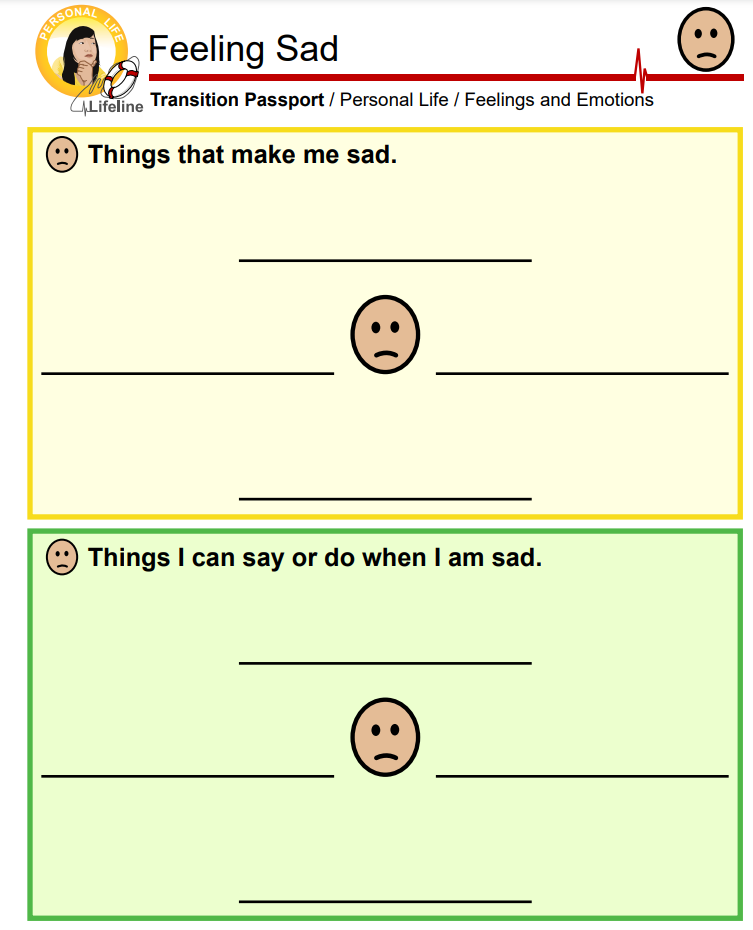 PERSONAL LIFE
Feeling Sad
Lifeline
Transition Passport / Personal Life / Feelings and Emotions
Things that make me sad.
Things I can say or do when I am sad.